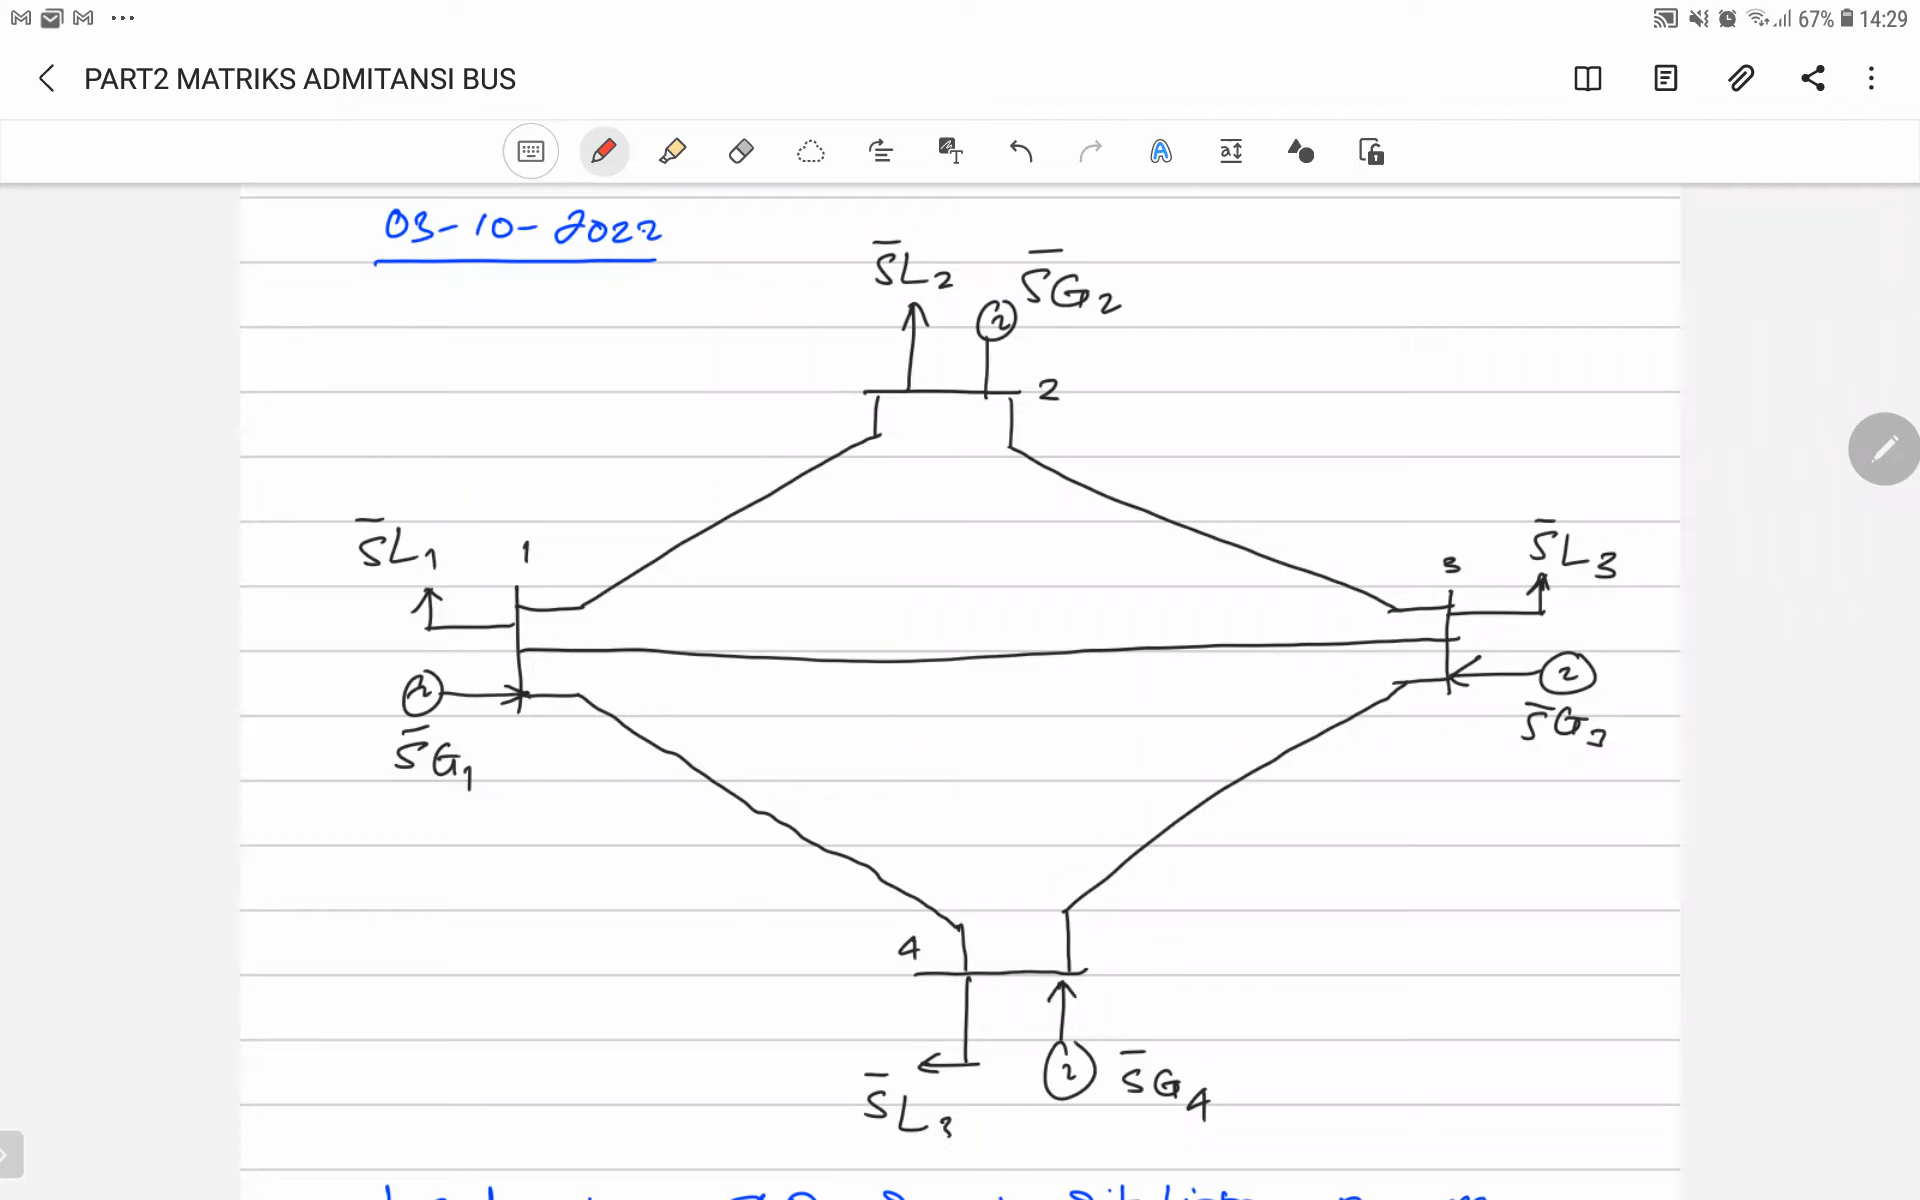 67% 14:29
PART2 MATRIKS ADMITANSI BUS
03-10-2022
S̅L2 S̅G2
2
S̅L1 1
3 S̅L3
S̅G1
S̅G3
4
S̅L3 S̅G4